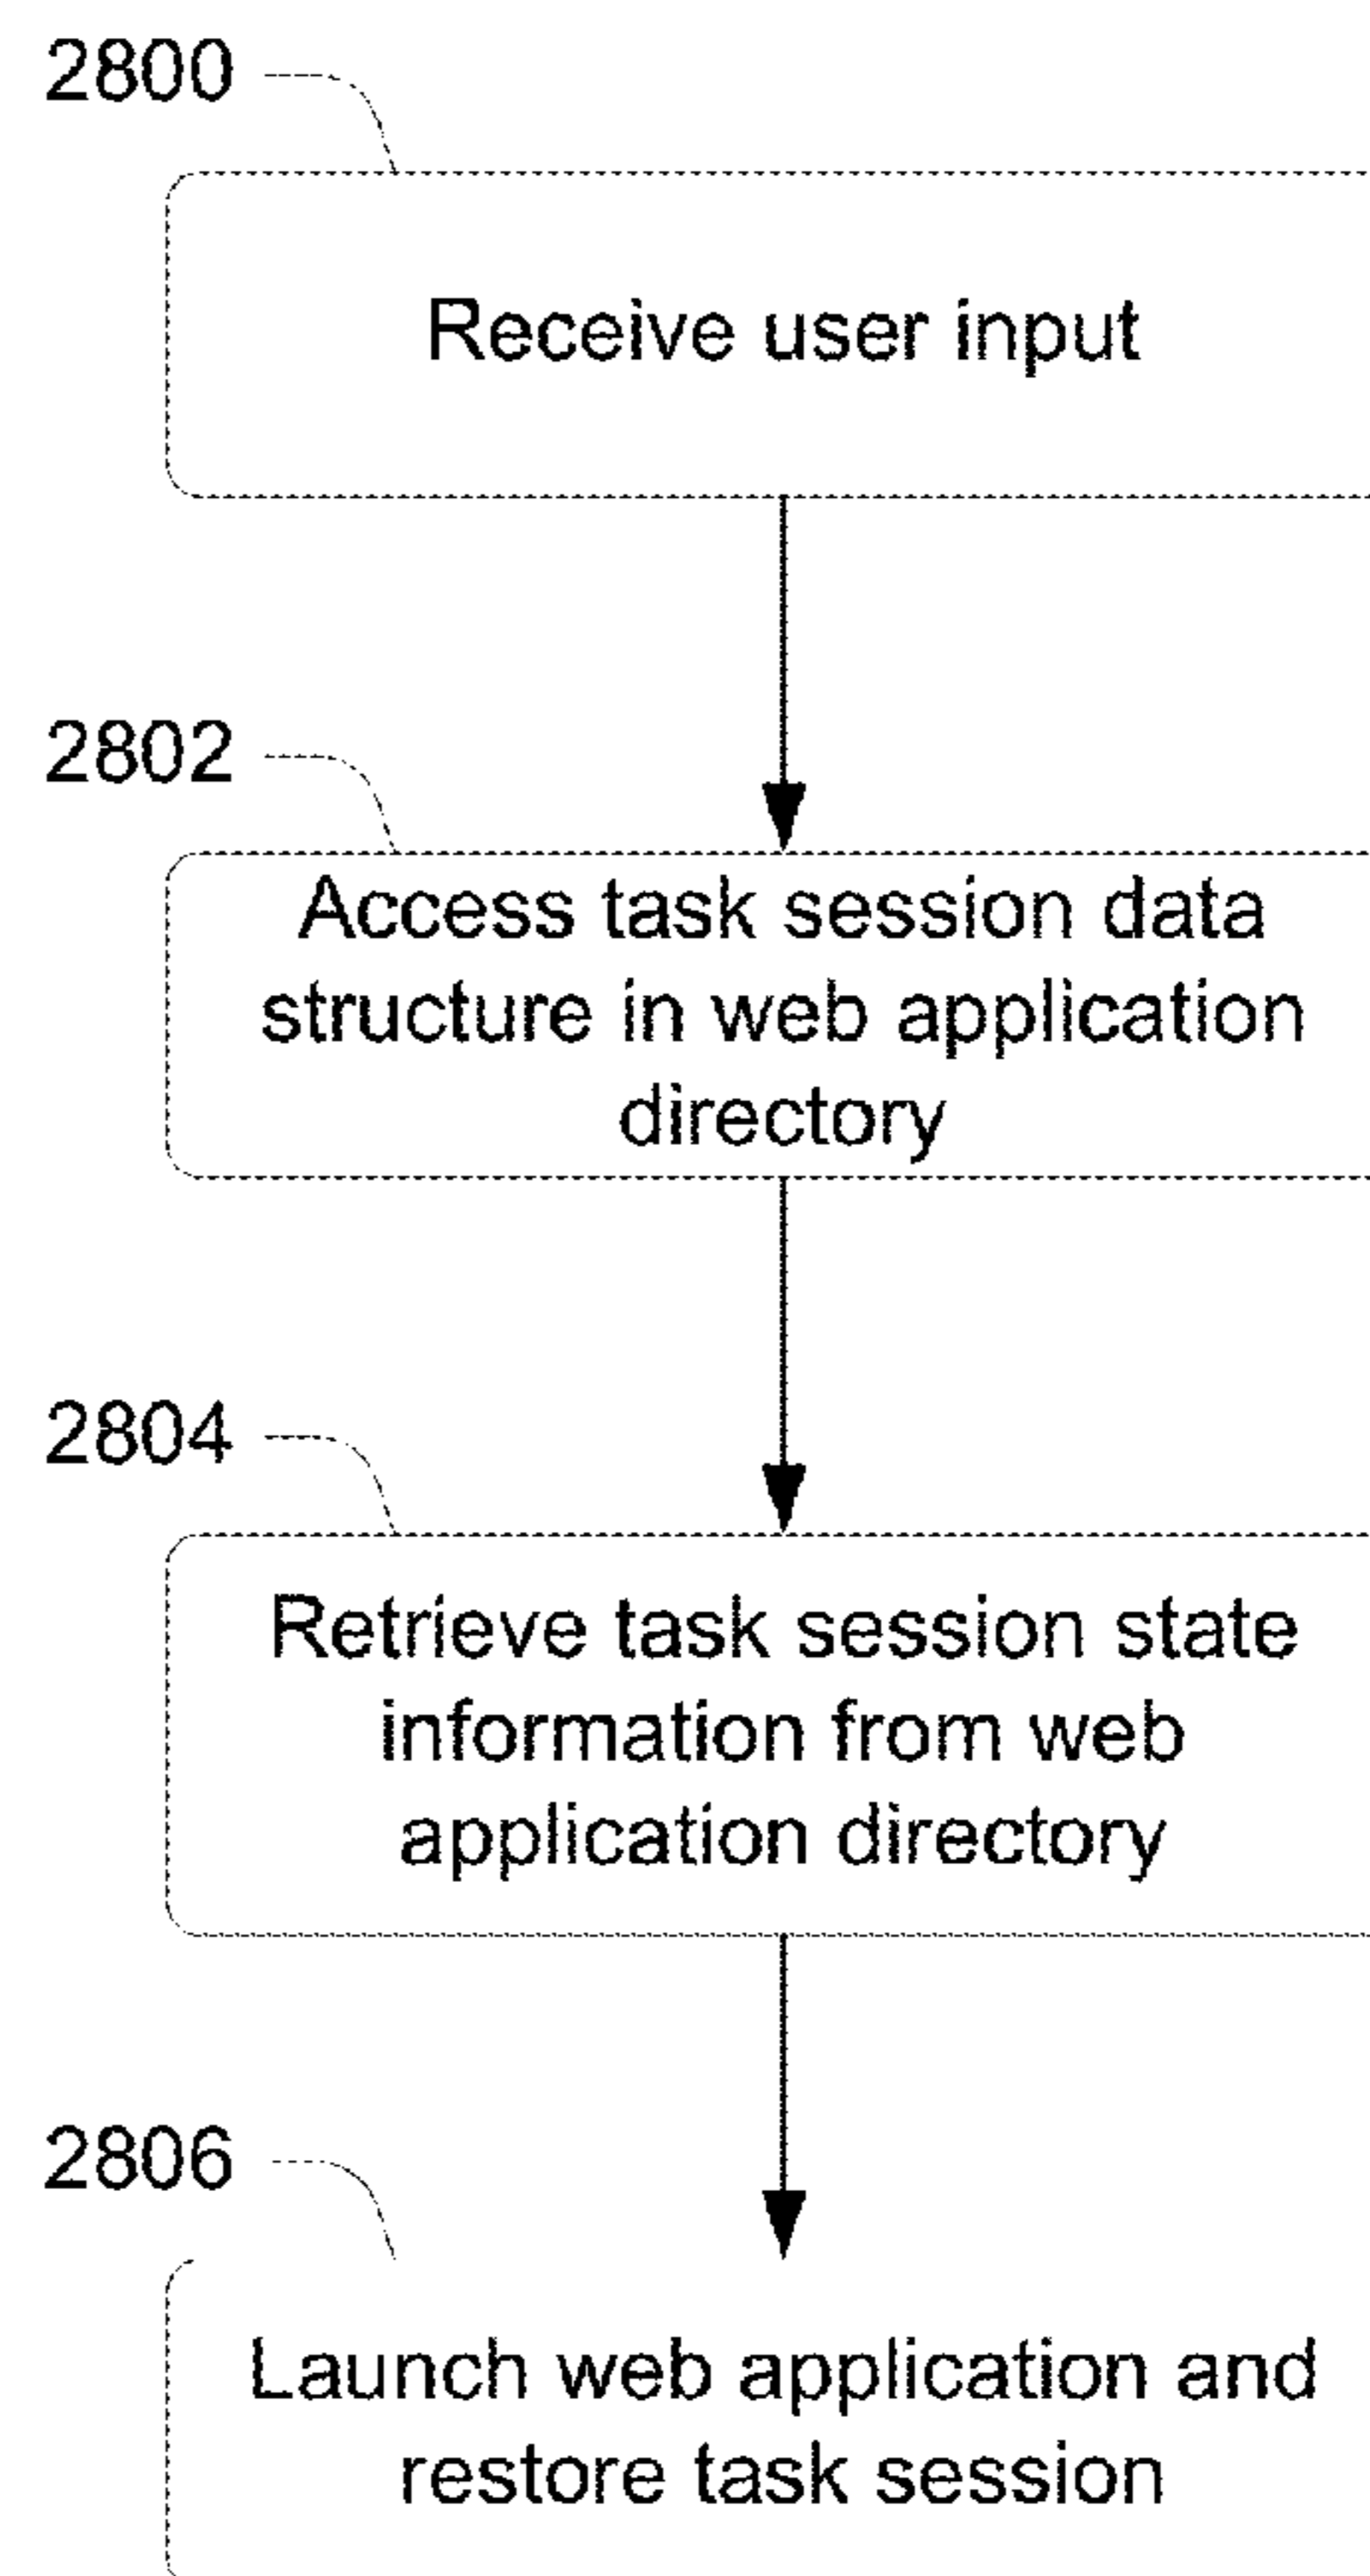 2800
Receive user input
2802
Access task session data
structure in web application
directory
2804
Retrieve task session state
information from web
application directory
2806
Launch web application and
restore task session